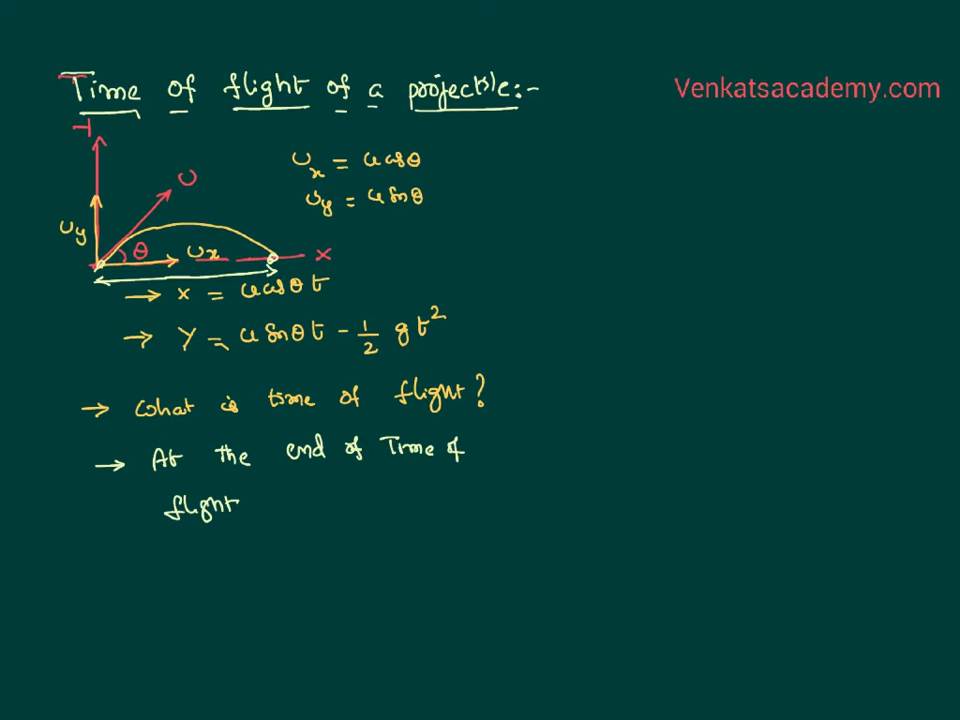 Time of flight of a projectile:-
Venkatsacademy.com
Y
u
ux = u cosθ
uy = u sinθ
uy
θ
ux
X
→ X = u cosθ t
→ Y = u sinθ t - 1/2 g t²
→ What is time of flight?
→ At the end of Time of
flight